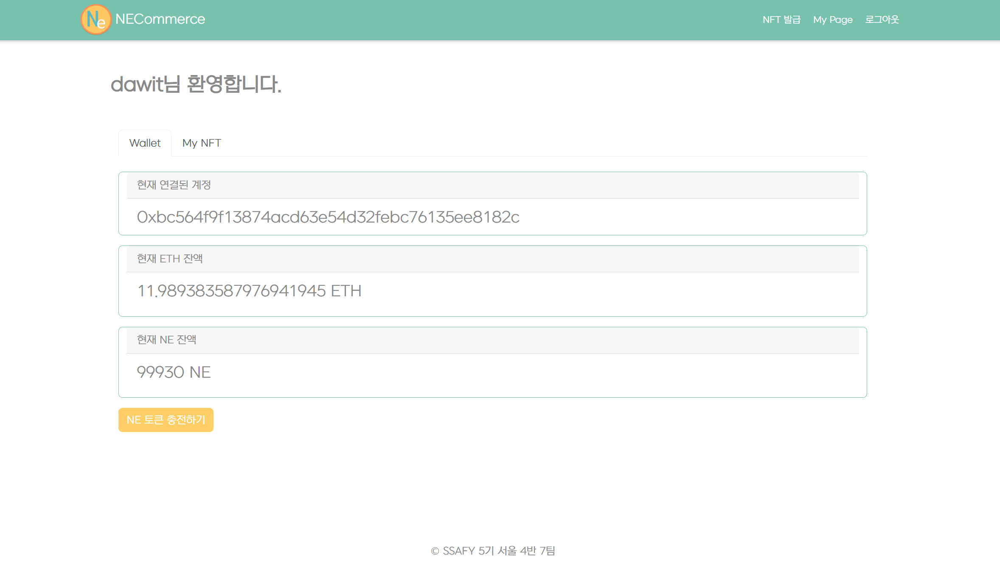 Ne NECommerce
NFT 발급 My Page 로그아웃
dawit님 환영합니다.
Wallet My NFT
현재 연결된 계정
0xbc564f9f13874acd63e54d32febc76135ee8182c
현재 ETH 잔액
11.989383587976941945 ETH
현재 NE 잔액
99930 NE
NE 토큰 충전하기
© SSAFY 5기 서울 4반 7팀